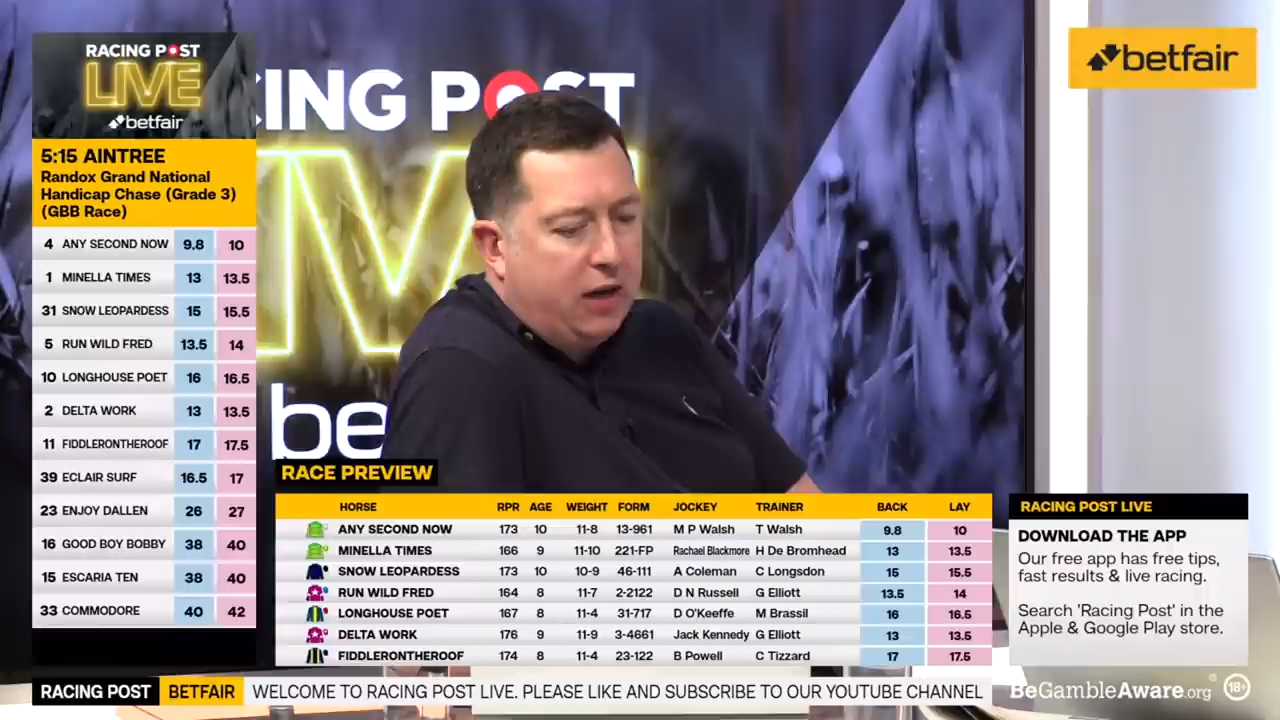 RACING POST
LIVE
betfair
5:15 AINTREE
Randox Grand National
Handicap Chase (Grade 3)
(GBB Race)
4 ANY SECOND NOW 9.8 10
1 MINELLA TIMES 13 13.5
31 SNOW LEOPARDESS 15 15.5
5 RUN WILD FRED 13.5 14
10 LONGHOUSE POET 16 16.5
2 DELTA WORK 13 13.5
11 FIDDLERONTHEROOF 17 17.5
39 ECLAIR SURF 16.5 17
23 ENJOY DALLEN 26 27
16 GOOD BOY BOBBY 38 40
15 ESCARIA TEN 38 40
33 COMMODORE 40 42
CING POST
be
betfair
RACE PREVIEW
HORSE RPR AGE WEIGHT FORM JOCKEY TRAINER BACK LAY
ANY SECOND NOW 173 10 11-8 13-961 M P Walsh T Walsh 9.8 10
MINELLA TIMES 166 9 11-10 221-FP Rachael Blackmore H De Bromhead 13 13.5
SNOW LEOPARDESS 173 10 10-9 46-111 A Coleman C Longsdon 15 15.5
RUN WILD FRED 164 8 11-7 2-2122 D N Russell G Elliott 13.5 14
LONGHOUSE POET 167 8 11-4 31-717 D O'Keeffe M Brassil 16 16.5
DELTA WORK 176 9 11-9 3-4661 Jack Kennedy G Elliott 13 13.5
FIDDLERONTHEROOF 174 8 11-4 23-122 B Powell C Tizzard 17 17.5
RACING POST LIVE
DOWNLOAD THE APP
Our free app has free tips,
fast results & live racing.
Search 'Racing Post' in the
Apple & Google Play store.
RACING POST BETFAIR WELCOME TO RACING POST LIVE. PLEASE LIKE AND SUBSCRIBE TO OUR YOUTUBE CHANNEL
BeGambleAware.org 18+